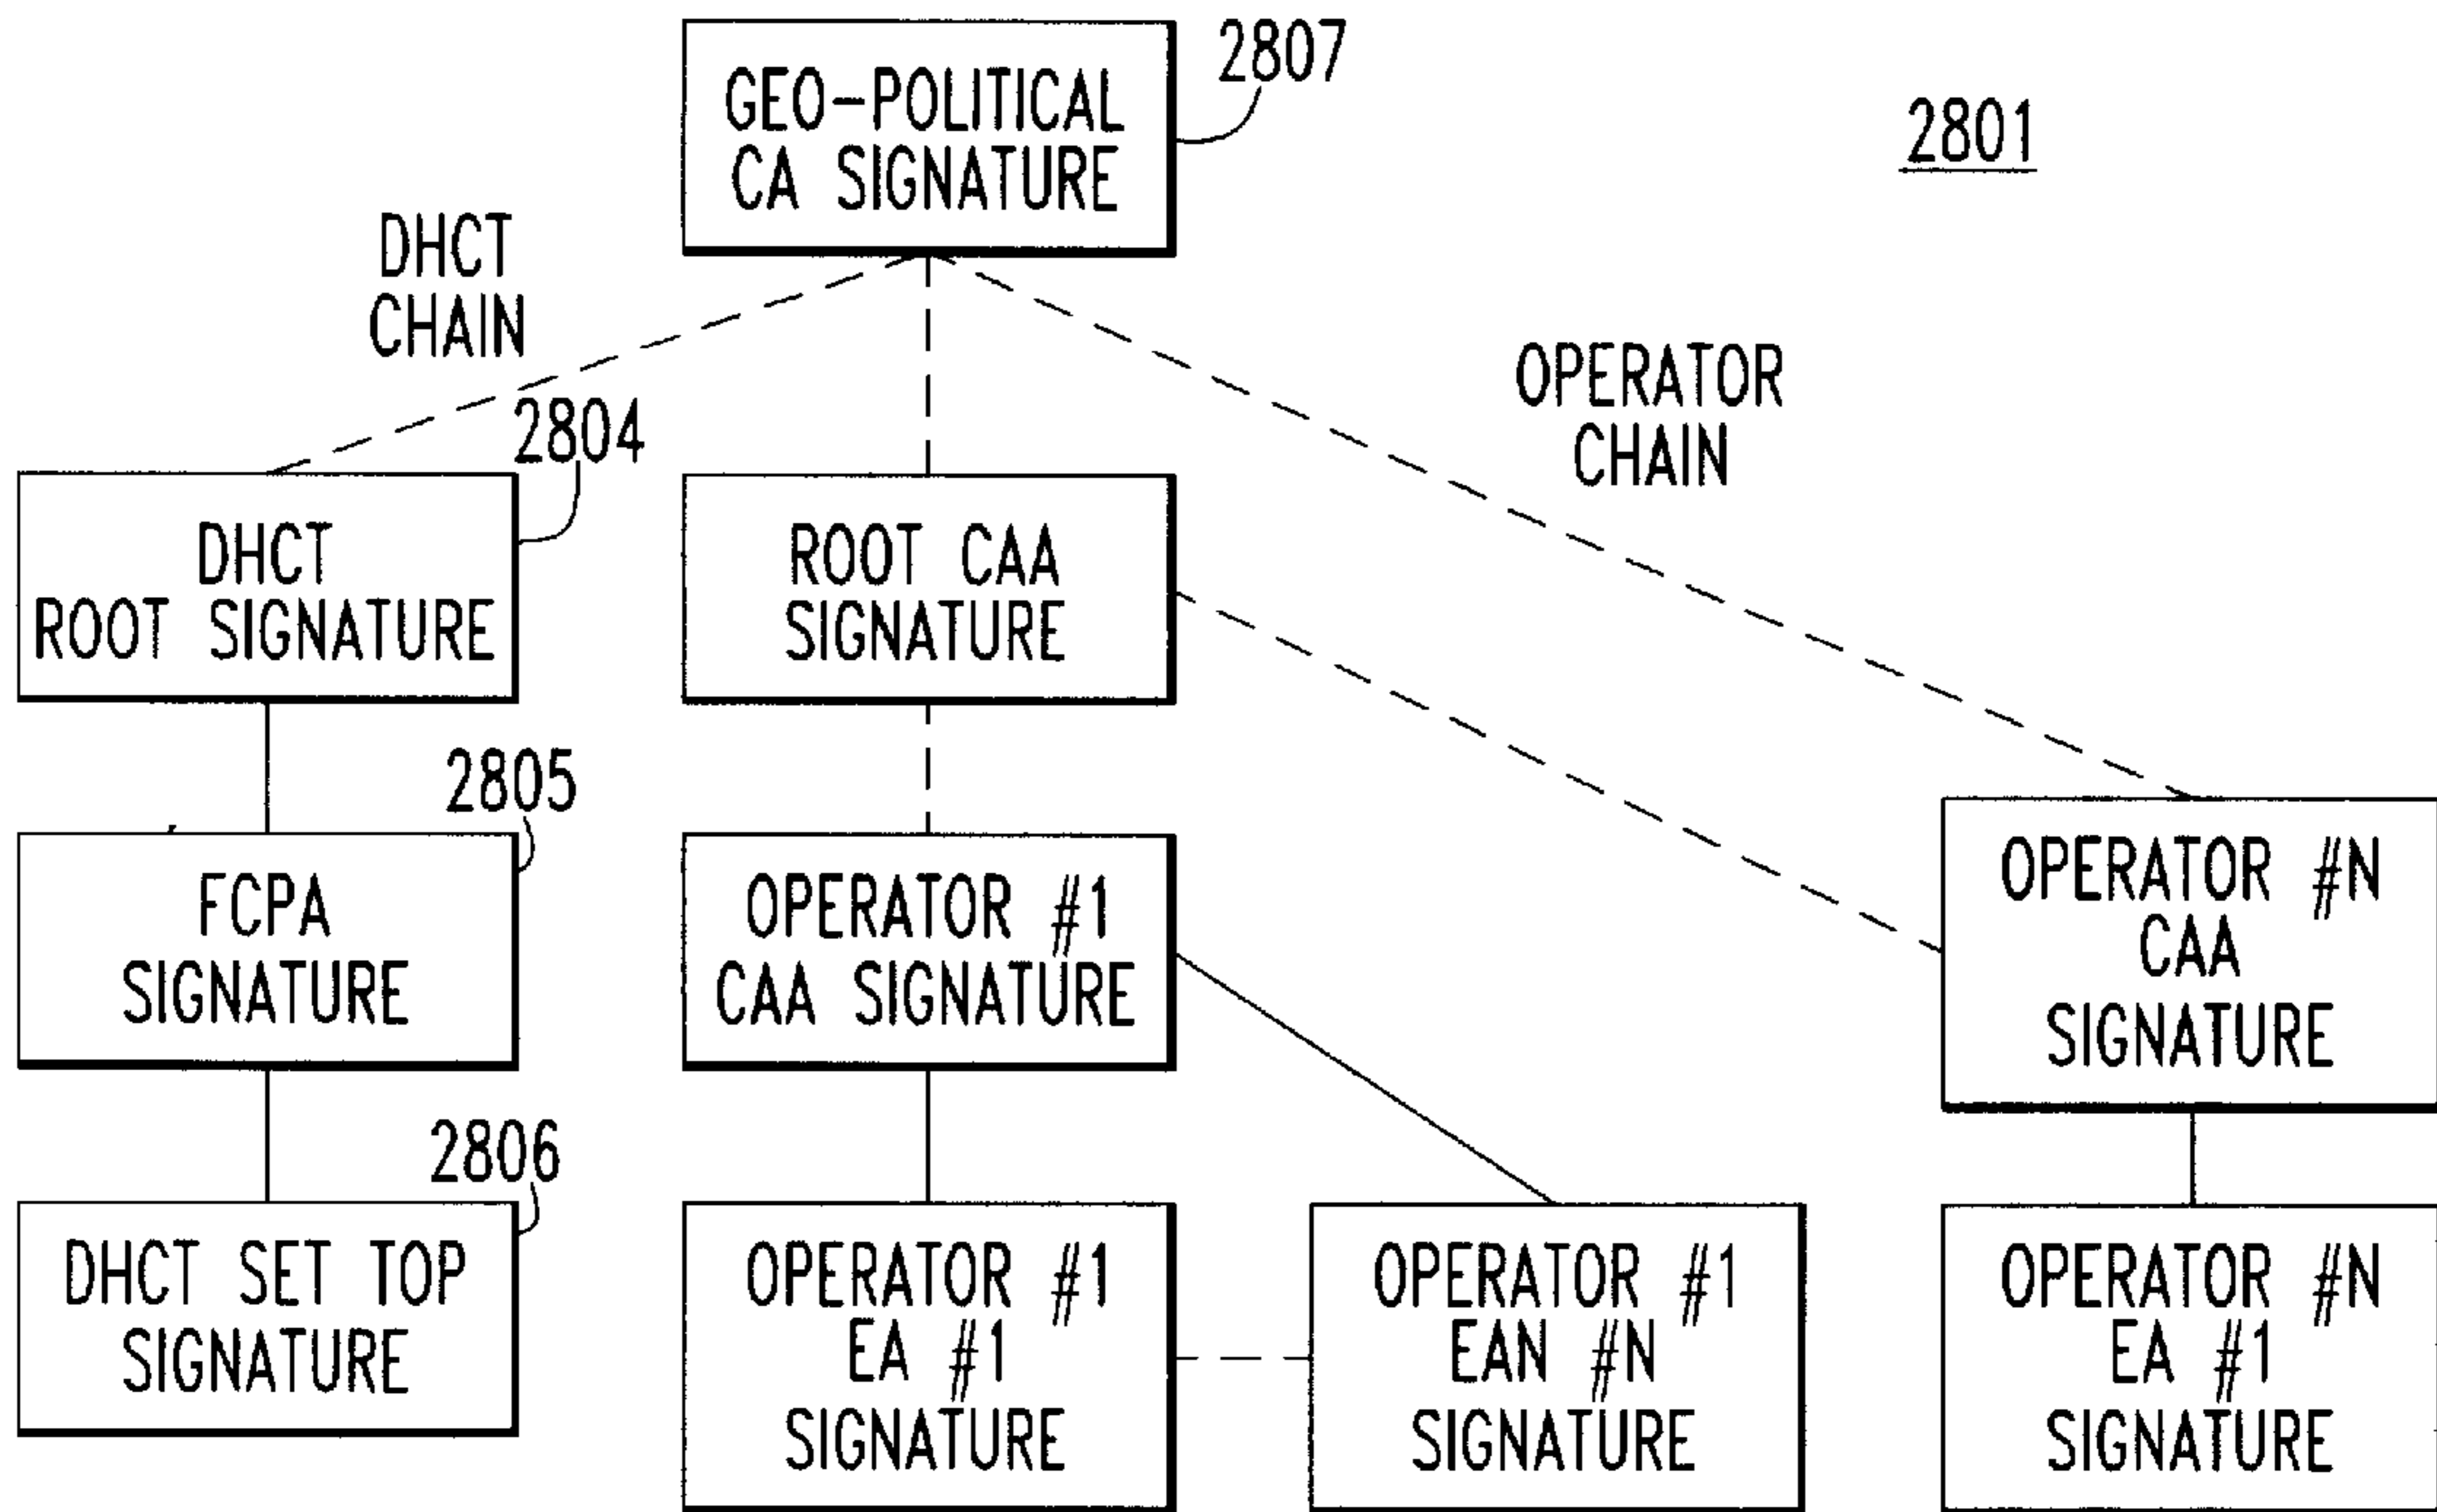 GEO-POLITICAL
CA SIGNATURE
2807
2801
DHCT
CHAIN
OPERATOR
CHAIN
2804
DHCT
ROOT SIGNATURE
ROOT CAA
SIGNATURE
2805
FCPA
SIGNATURE
OPERATOR #1
CAA SIGNATURE
OPERATOR #N
CAA
SIGNATURE
2806
DHCT SET TOP
SIGNATURE
OPERATOR #1
EA #1
SIGNATURE
OPERATOR #1
EAN #N
SIGNATURE
OPERATOR #N
EA #1
SIGNATURE